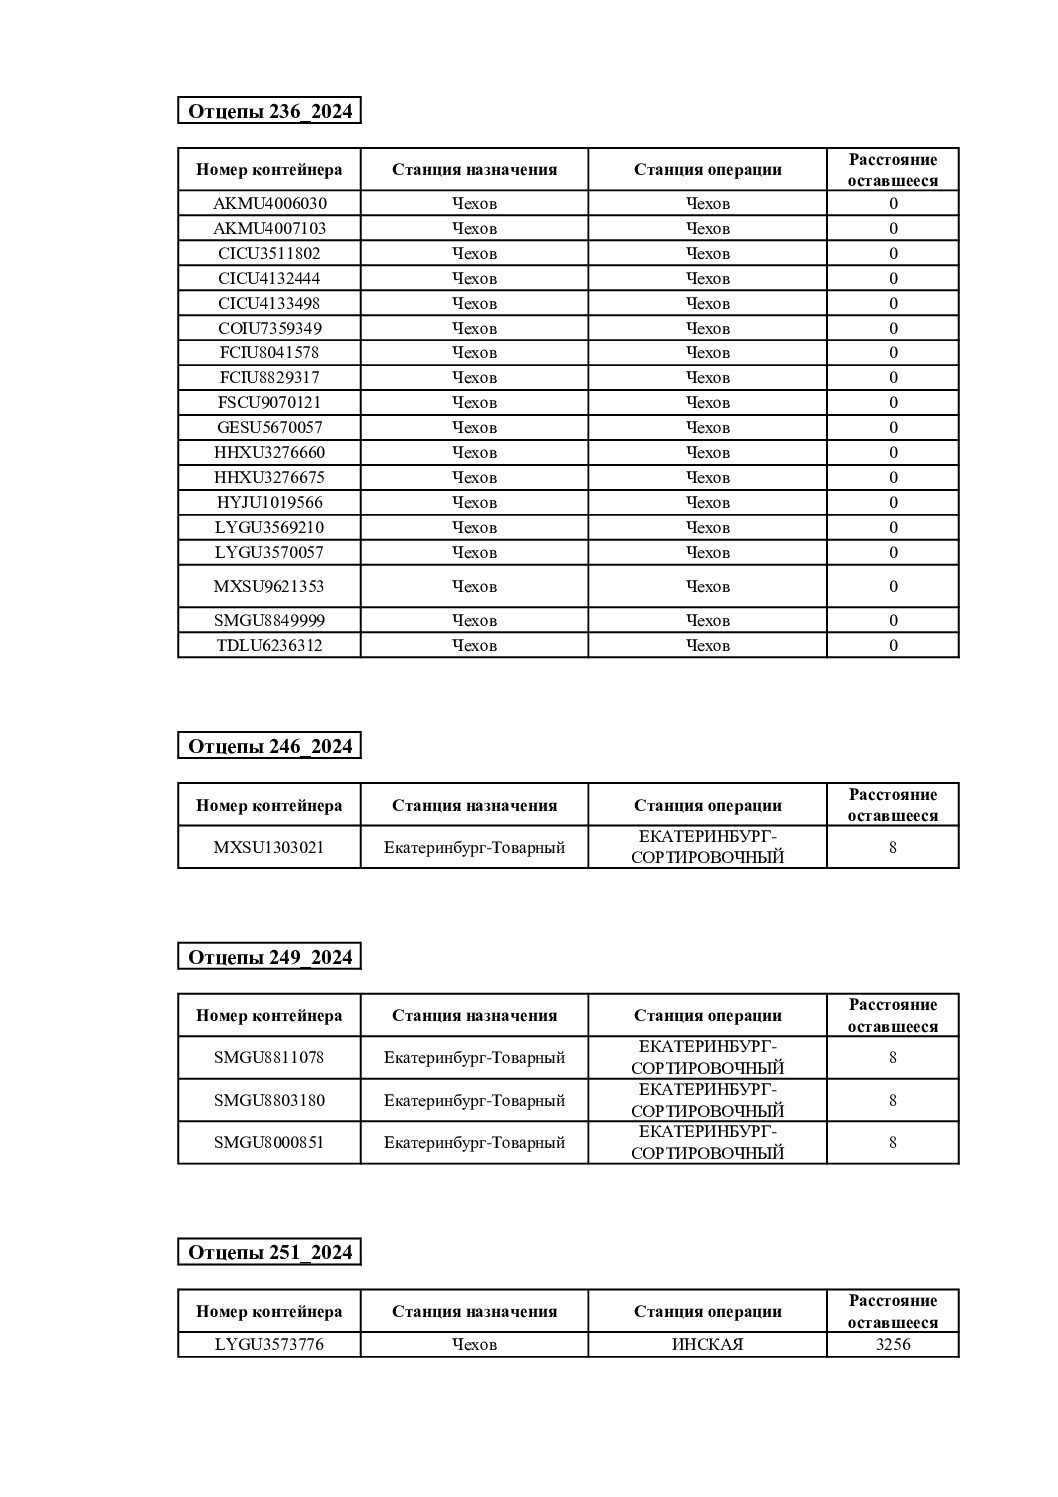 Отцепы 236_2024
Номер контейнера Станция назначения Станция операции Расстояние
оставшееся
AKMU4006030 Чехов Чехов 0
AKMU4007103 Чехов Чехов 0
CICU3511802 Чехов Чехов 0
CICU4132444 Чехов Чехов 0
CICU4133498 Чехов Чехов 0
COIU7359349 Чехов Чехов 0
FCIU8041578 Чехов Чехов 0
FCIU8829317 Чехов Чехов 0
FSCU9070121 Чехов Чехов 0
GESU5670057 Чехов Чехов 0
HHXU3276660 Чехов Чехов 0
HHXU3276675 Чехов Чехов 0
HYJU1019566 Чехов Чехов 0
LYGU3569210 Чехов Чехов 0
LYGU3570057 Чехов Чехов 0
MXSU9621353 Чехов Чехов 0
SMGU8849999 Чехов Чехов 0
TDLU6236312 Чехов Чехов 0
Отцепы 246_2024
Номер контейнера Станция назначения Станция операции Расстояние
оставшееся
MXSU1303021 Екатеринбург-Товарный ЕКАТЕРИНБУРГ-
СОРТИРОВОЧНЫЙ 8
Отцепы 249_2024
Номер контейнера Станция назначения Станция операции Расстояние
оставшееся
SMGU8811078 Екатеринбург-Товарный ЕКАТЕРИНБУРГ-
СОРТИРОВОЧНЫЙ 8
SMGU8803180 Екатеринбург-Товарный ЕКАТЕРИНБУРГ-
СОРТИРОВОЧНЫЙ 8
SMGU8000851 Екатеринбург-Товарный ЕКАТЕРИНБУРГ-
СОРТИРОВОЧНЫЙ 8
Отцепы 251_2024
Номер контейнера Станция назначения Станция операции Расстояние
оставшееся
LYGU3573776 Чехов ИНСКАЯ 3256